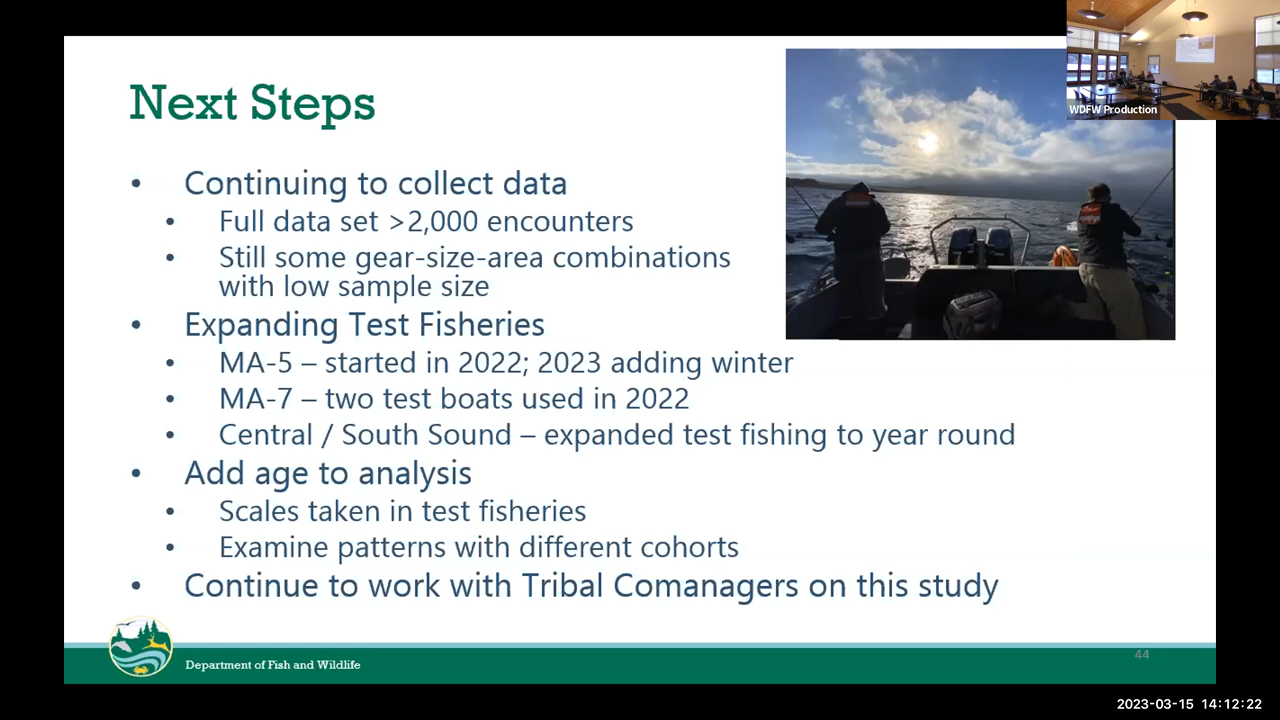 WDFW Production
Next Steps
• Continuing to collect data
• Full data set >2,000 encounters
• Still some gear-size-area combinations
with low sample size
• Expanding Test Fisheries
• MA-5 – started in 2022; 2023 adding winter
• MA-7 – two test boats used in 2022
• Central / South Sound – expanded test fishing to year round
• Add age to analysis
• Scales taken in test fisheries
• Examine patterns with different cohorts
• Continue to work with Tribal Comanagers on this study
Department of Fish and Wildlife
44
2023-03-15 14:12:22